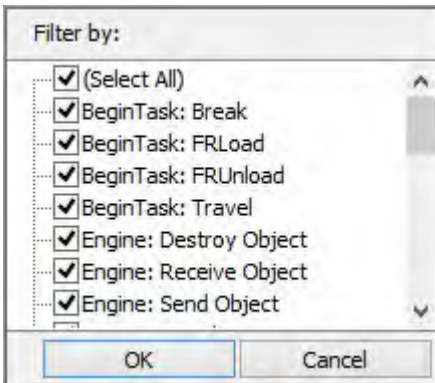 Filter by:
(Select All)
BeginTask: Break
BeginTask: FRLoad
BeginTask: FRUnload
BeginTask: Travel
Engine: Destroy Object
Engine: Receive Object
Engine: Send Object
OK
Cancel